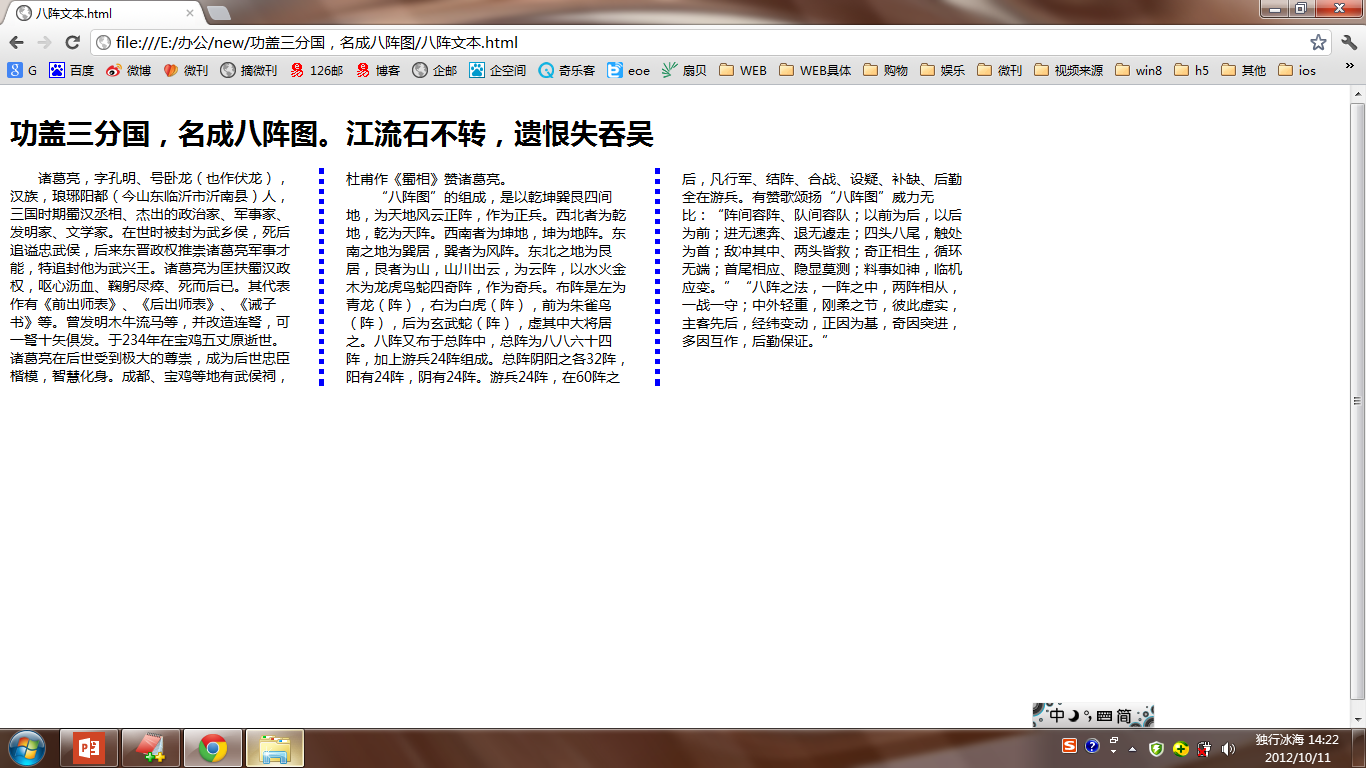 八阵文本.html
file:///E:/办公/new/功盖三分国，名成八阵图/八阵文本.html
G 百度 微博 微刊 摘微刊 126邮 博客 企邮 企空间 奇乐客 eoe 扇贝 WEB WEB具体 购物 娱乐 微刊 视频来源 win8 h5 其他 ios »
功盖三分国，名成八阵图。江流石不转，遗恨失吞吴
诸葛亮，字孔明、号卧龙（也作伏龙），
汉族，琅琊阳都（今山东临沂市沂南县）人，
三国时期蜀汉丞相、杰出的政治家、军事家、
发明家、文学家。在世时被封为武乡侯，死后
追谥忠武侯，后来东晋政权推崇诸葛亮军事才
能，特追封他为武兴王。诸葛亮为匡扶蜀汉政
权，呕心沥血、鞠躬尽瘁、死而后已。其代表
作有《前出师表》、《后出师表》、《诫子
书》等。曾发明木牛流马等，并改造连弩，可
一弩十矢俱发。于234年在宝鸡五丈原逝世。
诸葛亮在后世受到极大的尊崇，成为后世忠臣
楷模，智慧化身。成都、宝鸡等地有武侯祠，
杜甫作《蜀相》赞诸葛亮。
“八阵图”的组成，是以乾坤巽艮四间
地，为天地风云正阵，作为正兵。西北者为乾
地，乾为天阵。西南者为坤地，坤为地阵。东
南之地为巽居，巽者为风阵。东北之地为艮
居，艮者为山，山川出云，为云阵，以水火金
木为龙虎鸟蛇四奇阵，作为奇兵。布阵是左为
青龙（阵），右为白虎（阵），前为朱雀鸟
（阵），后为玄武蛇（阵），虚其中大将居
之。八阵又布于总阵中，总阵为八八六十四
阵，加上游兵24阵组成。总阵阴阳之各32阵，
阳有24阵，阴有24阵。游兵24阵，在60阵之
后，凡行军、结阵、合战、设疑、补缺、后勤
全在游兵。有赞歌颂扬“八阵图”威力无
比：“阵间容阵、队间容队；以前为后，以后
为前；进无速奔、退无遽走；四头八尾，触处
为首；敌冲其中、两头皆救；奇正相生，循环
无端；首尾相应、隐显莫测；料事如神，临机
应变。”“八阵之法，一阵之中，两阵相从，
一战一守；中外轻重，刚柔之节，彼此虚实，
主客先后，经纬变动，正因为基，奇因突进，
多因互作，后勤保证。”
中 简
独行冰海 14:22
2012/10/11